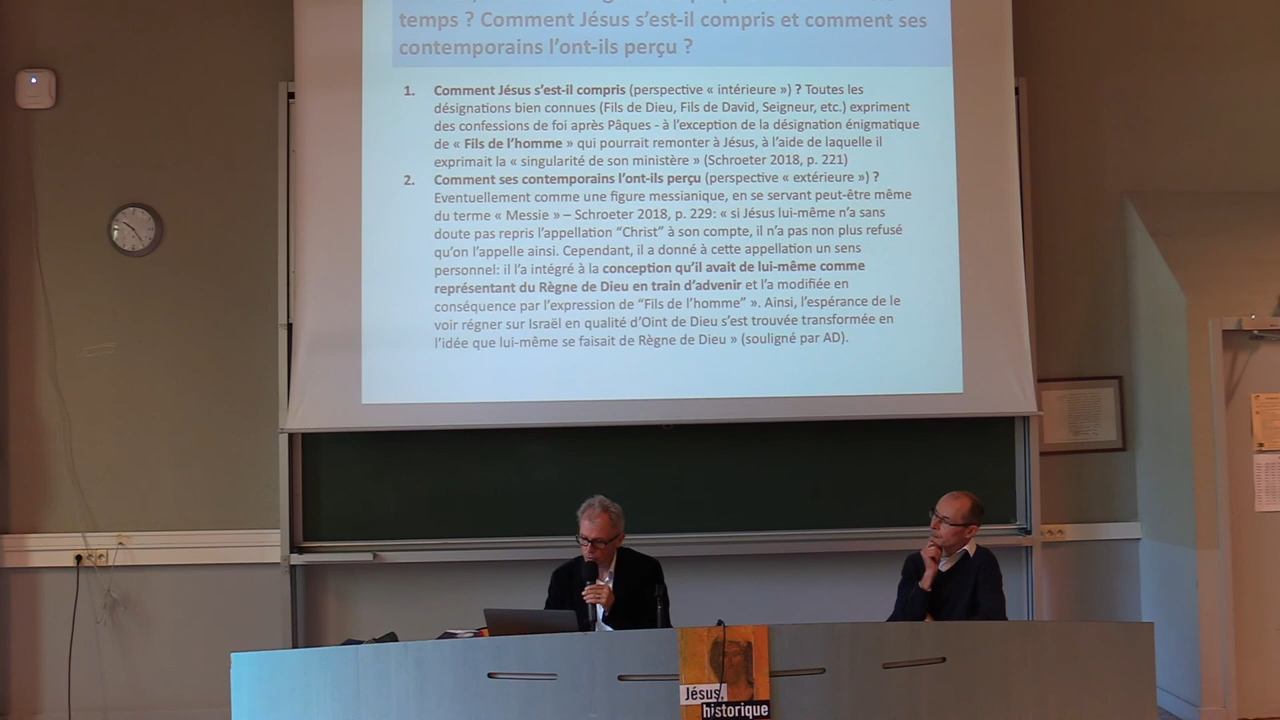 temps ? Comment Jésus s'est-il compris et comment ses
contemporains l'ont-ils perçu ?
1. Comment Jésus s'est-il compris (perspective « intérieure ») ? Toutes les
désignations bien connues (Fils de Dieu, Fils de David, Seigneur, etc.) expriment
des confessions de foi après Pâques - à l'exception de la désignation énigmatique
de « Fils de l'homme » qui pourrait remonter à Jésus, à l'aide de laquelle il
exprimait la « singularité de son ministère » (Schroeter 2018, p. 221)
2. Comment ses contemporains l'ont-ils perçu (perspective « extérieure ») ?
Eventuellement comme une figure messianique, en se servant peut-être même
du terme « Messie » – Schroeter 2018, p. 229: « si Jésus lui-même n'a sans
doute pas repris l'appellation “Christ” à son compte, il n'a pas non plus refusé
qu'on l'appelle ainsi. Cependant, il a donné à cette appellation un sens
personnel: il l'a intégré à la conception qu'il avait de lui-même comme
représentant du Règne de Dieu en train d'advenir et l'a modifiée en
conséquence par l'expression de “Fils de l'homme” ». Ainsi, l'espérance de le
voir régner sur Israël en qualité d'Oint de Dieu s'est trouvée transformée en
l'idée que lui-même se faisait de Règne de Dieu » (souligné par AD).
Jésus,
historique